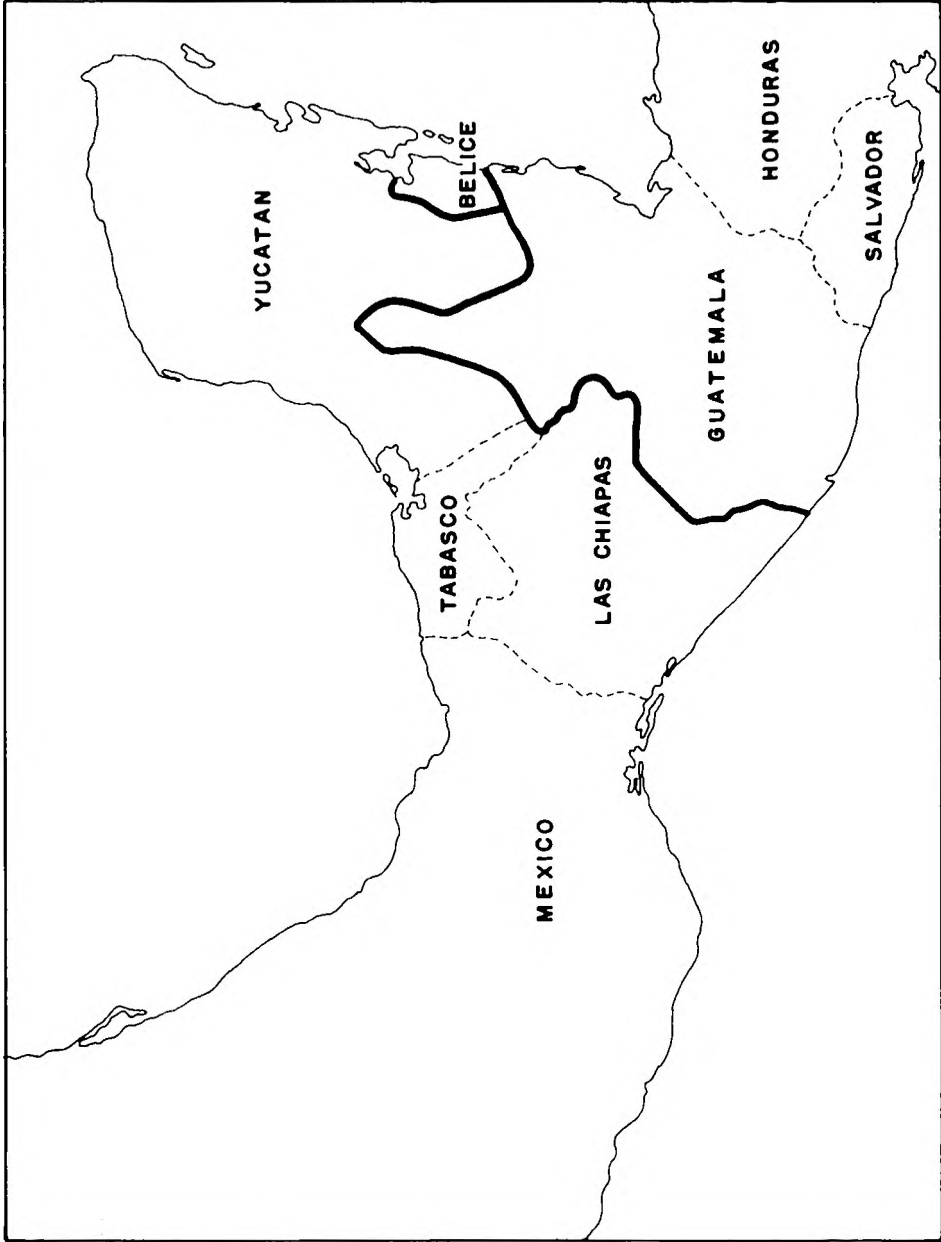 YUCATAN
BELICE
TABASCO
MEXICO
LAS CHIAPAS
GUATEMALA
HONDURAS
SALVADOR